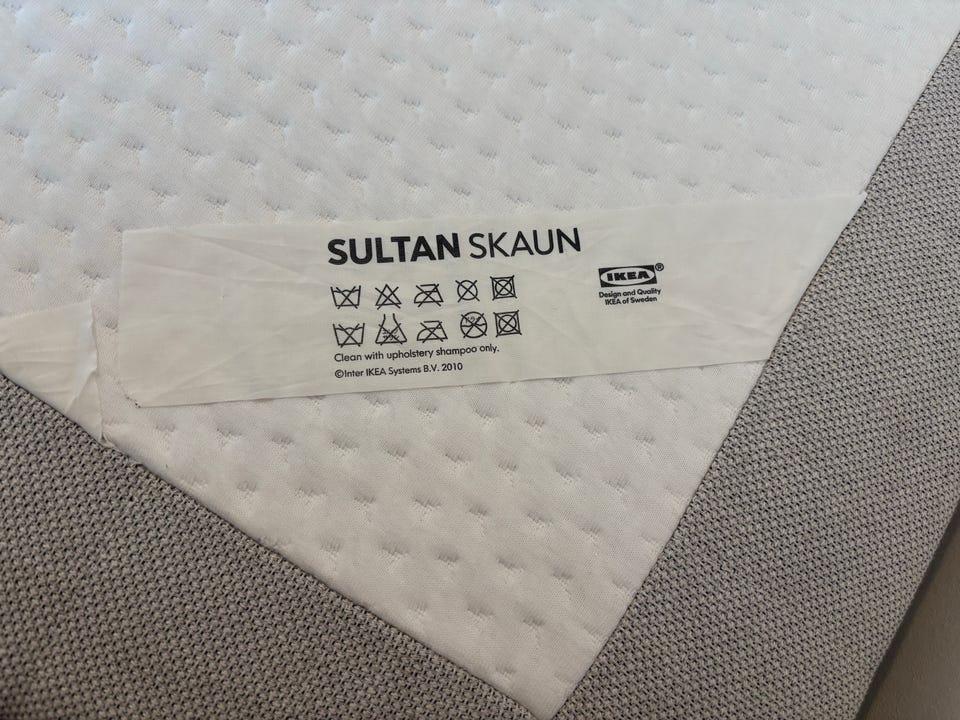 SULTAN SKAUN
IKEA®
Design and Quality
IKEA of Sweden
Clean with upholstery shampoo only.
©Inter IKEA Systems B.V. 2010